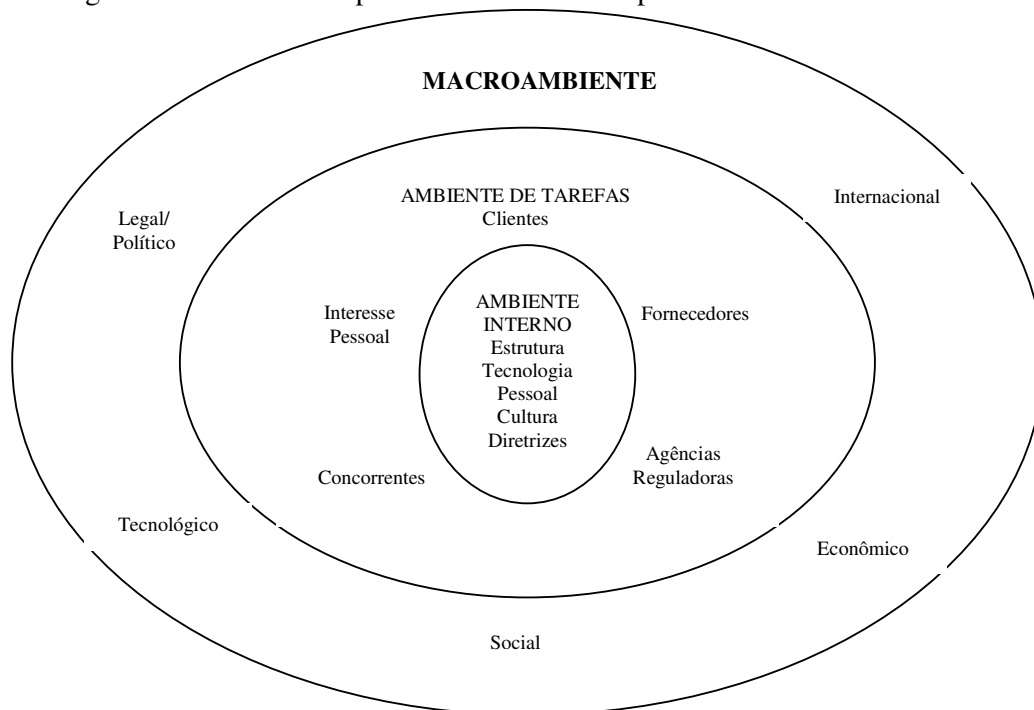 MACROAMBIENTE
AMBIENTE DE TAREFAS
Clientes
Internacional
Legal/
Político
AMBIENTE
INTERNO
Estrutura
Tecnologia
Pessoal
Cultura
Diretrizes
Interesse
Pessoal
Fornecedores
Concorrentes
Agências
Reguladoras
Tecnológico
Econômico
Social